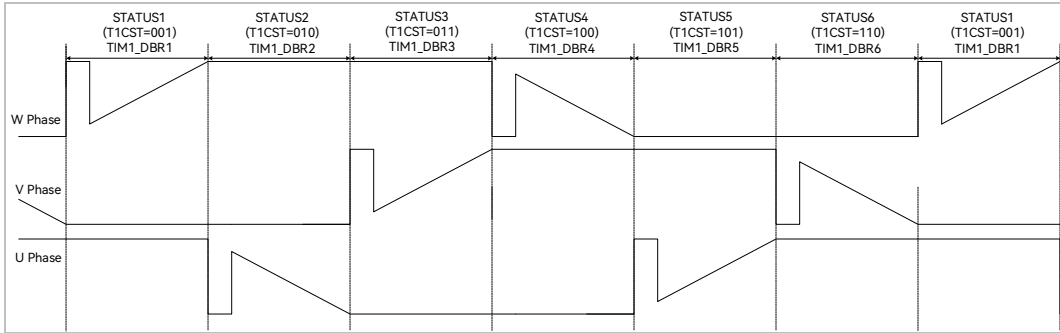 STATUS1
(T1CST=001)
TIM1_DBR1
STATUS2
(T1CST=010)
TIM1_DBR2
STATUS3
(T1CST=011)
TIM1_DBR3
STATUS4
(T1CST=100)
TIM1_DBR4
STATUS5
(T1CST=101)
TIM1_DBR5
STATUS6
(T1CST=110)
TIM1_DBR6
STATUS1
(T1CST=001)
TIM1_DBR1
W Phase
V Phase
U Phase